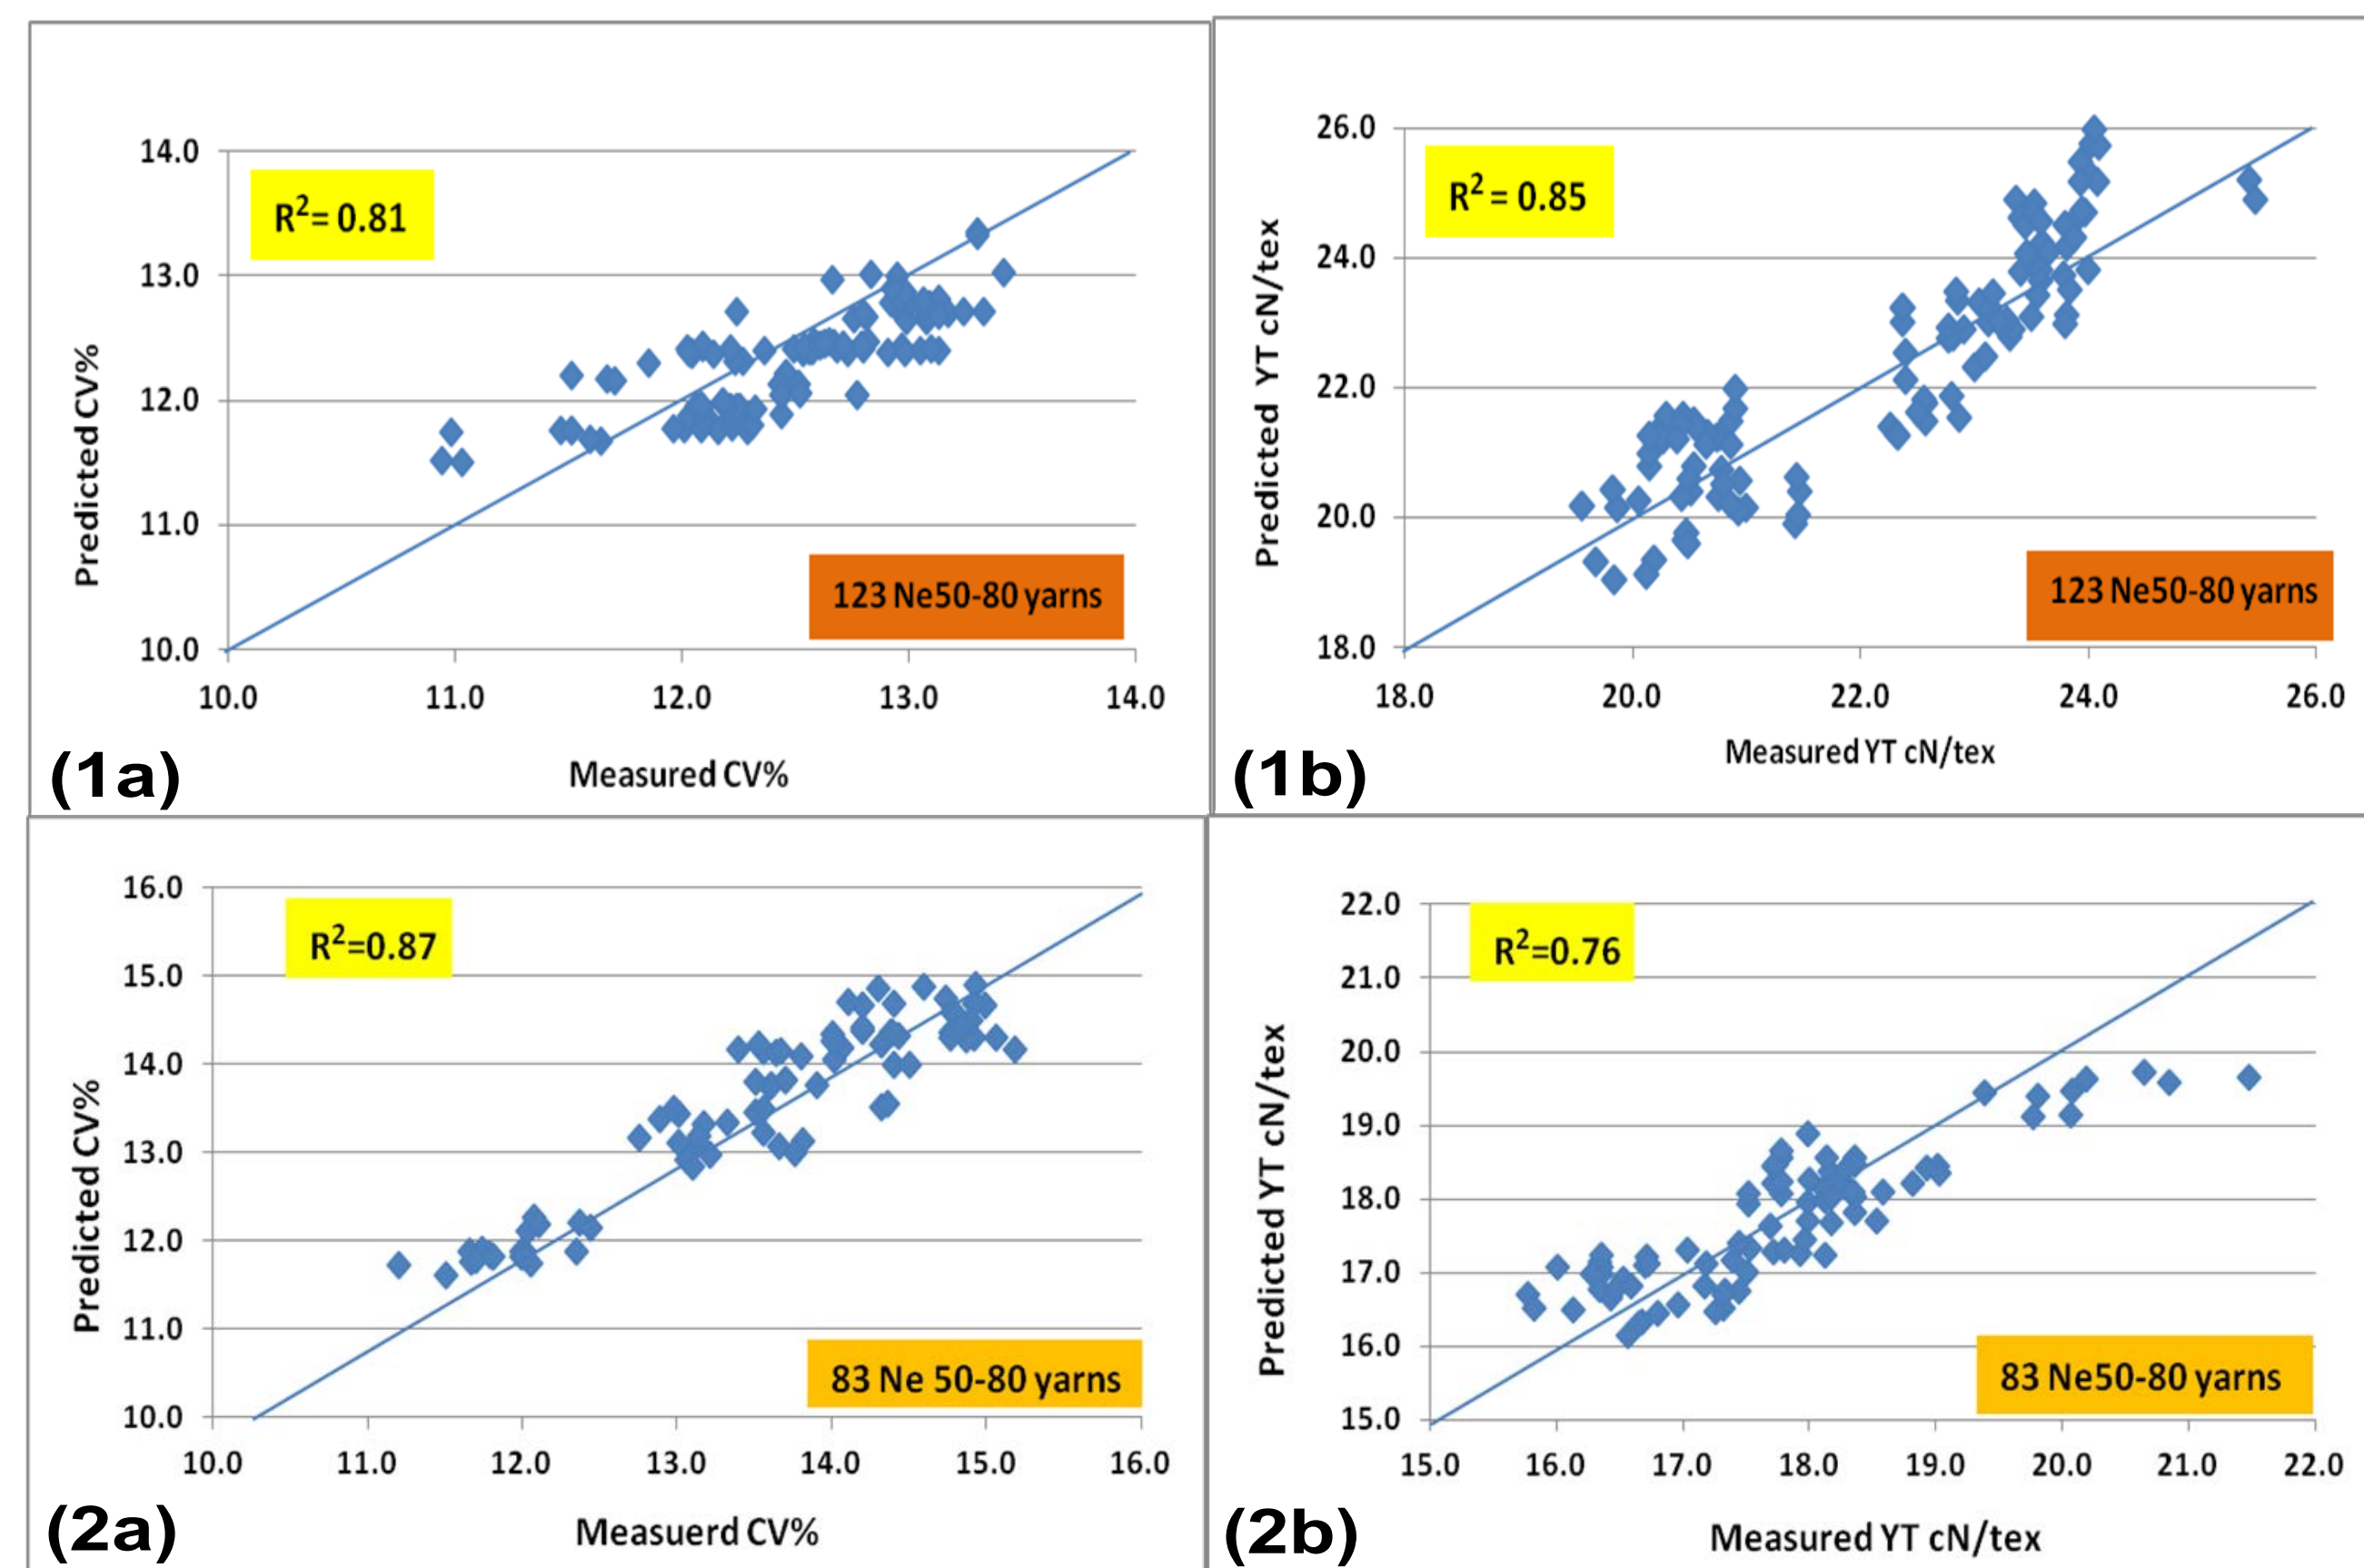 14.0
13.0
12.0
11.0
10.0
10.0 11.0 12.0 13.0 14.0
Predicted CV%
R²= 0.81
123 Ne50-80 yarns
Measured CV%
(1a)
26.0
24.0
22.0
20.0
18.0
18.0 20.0 22.0 24.0 26.0
Predicted YT cN/tex
R² = 0.85
123 Ne50-80 yarns
Measured YT cN/tex
(1b)
16.0
15.0
14.0
13.0
12.0
11.0
10.0
10.0 11.0 12.0 13.0 14.0 15.0 16.0
Predicted CV%
R²=0.87
83 Ne 50-80 yarns
Measuerd CV%
(2a)
22.0
21.0
20.0
19.0
18.0
17.0
16.0
15.0
15.0 16.0 17.0 18.0 19.0 20.0 21.0 22.0
Predicted YT cN/tex
R²=0.76
83 Ne50-80 yarns
Measured YT cN/tex
(2b)